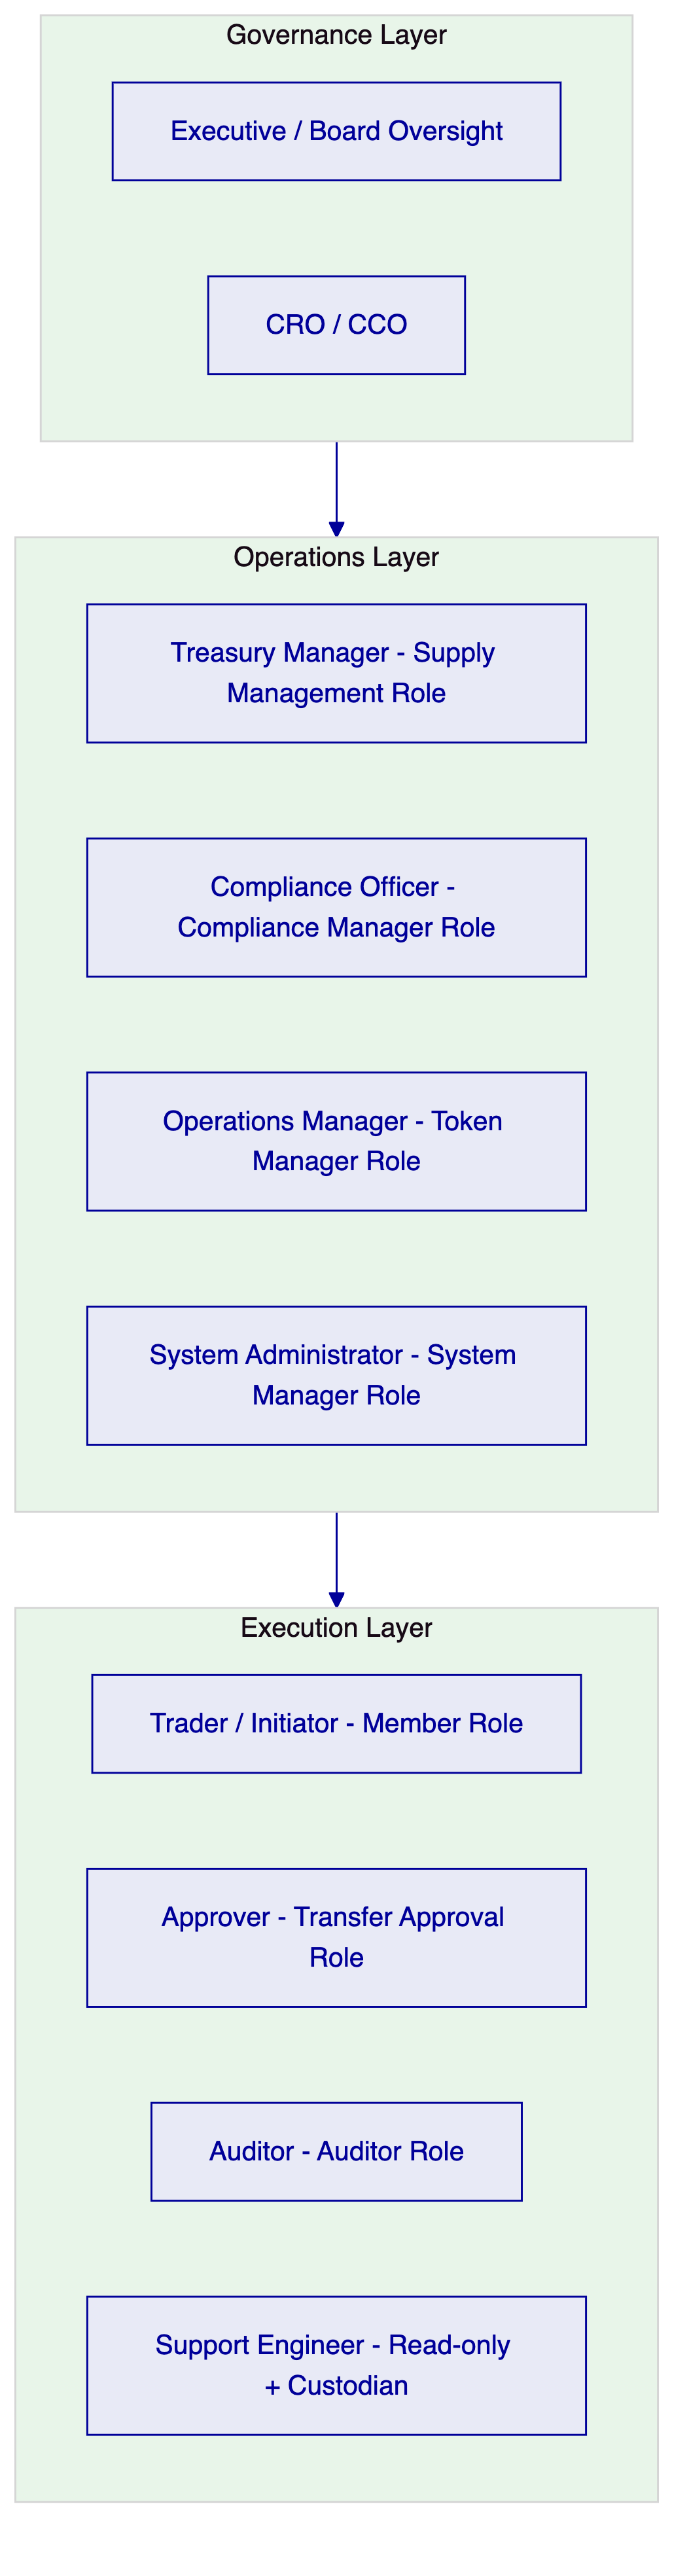 Governance Layer
Executive / Board Oversight
CRO / CCO
Operations Layer
Treasury Manager - Supply
Management Role
Compliance Officer -
Compliance Manager Role
Operations Manager - Token
Manager Role
System Administrator - System
Manager Role
Execution Layer
Trader / Initiator - Member Role
Approver - Transfer Approval
Role
Auditor - Auditor Role
Support Engineer - Read-only
+ Custodian